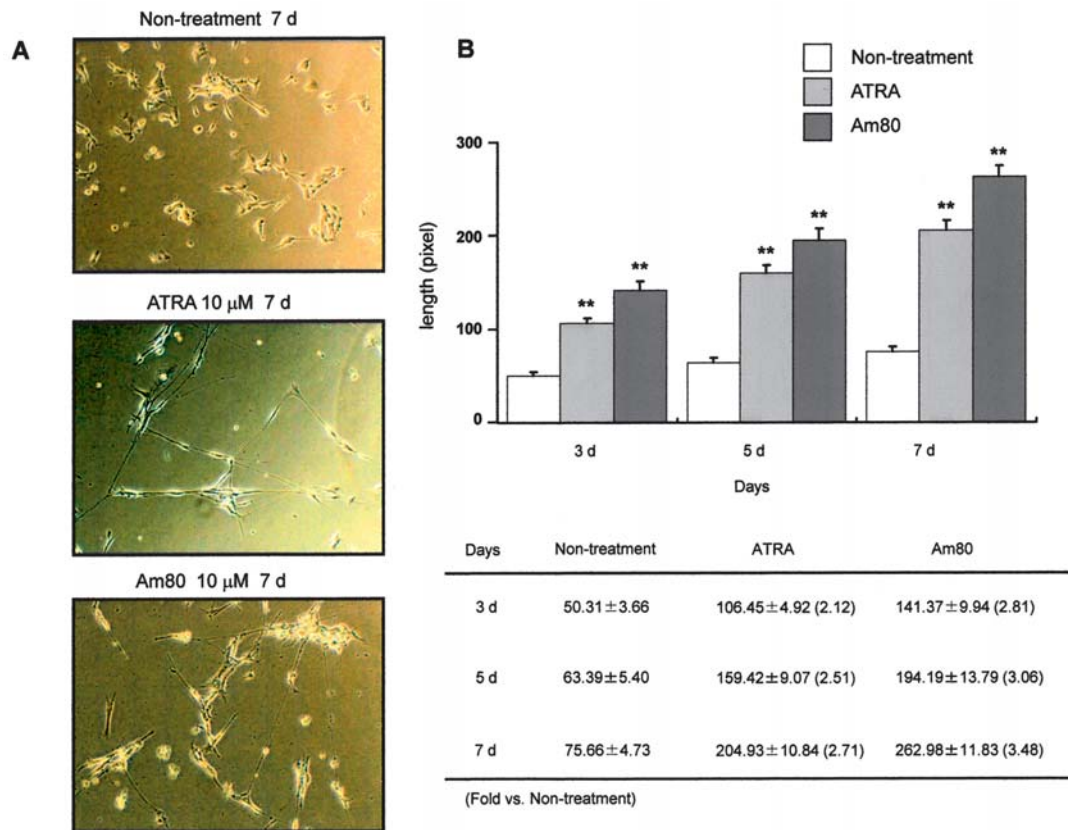 A
Non-treatment 7 d
ATRA 10 μM 7 d
Am80 10 μM 7 d
B
Non-treatment
ATRA
Am80
length (pixel)
300
200
100
0
** ** ** ** ** **
3 d 5 d 7 d
Days
Days Non-treatment ATRA Am80
3 d 50.31±3.66 106.45±4.92 (2.12) 141.37±9.94 (2.81)
5 d 63.39±5.40 159.42±9.07 (2.51) 194.19±13.79 (3.06)
7 d 75.66±4.73 204.93±10.84 (2.71) 262.98±11.83 (3.48)
(Fold vs. Non-treatment)